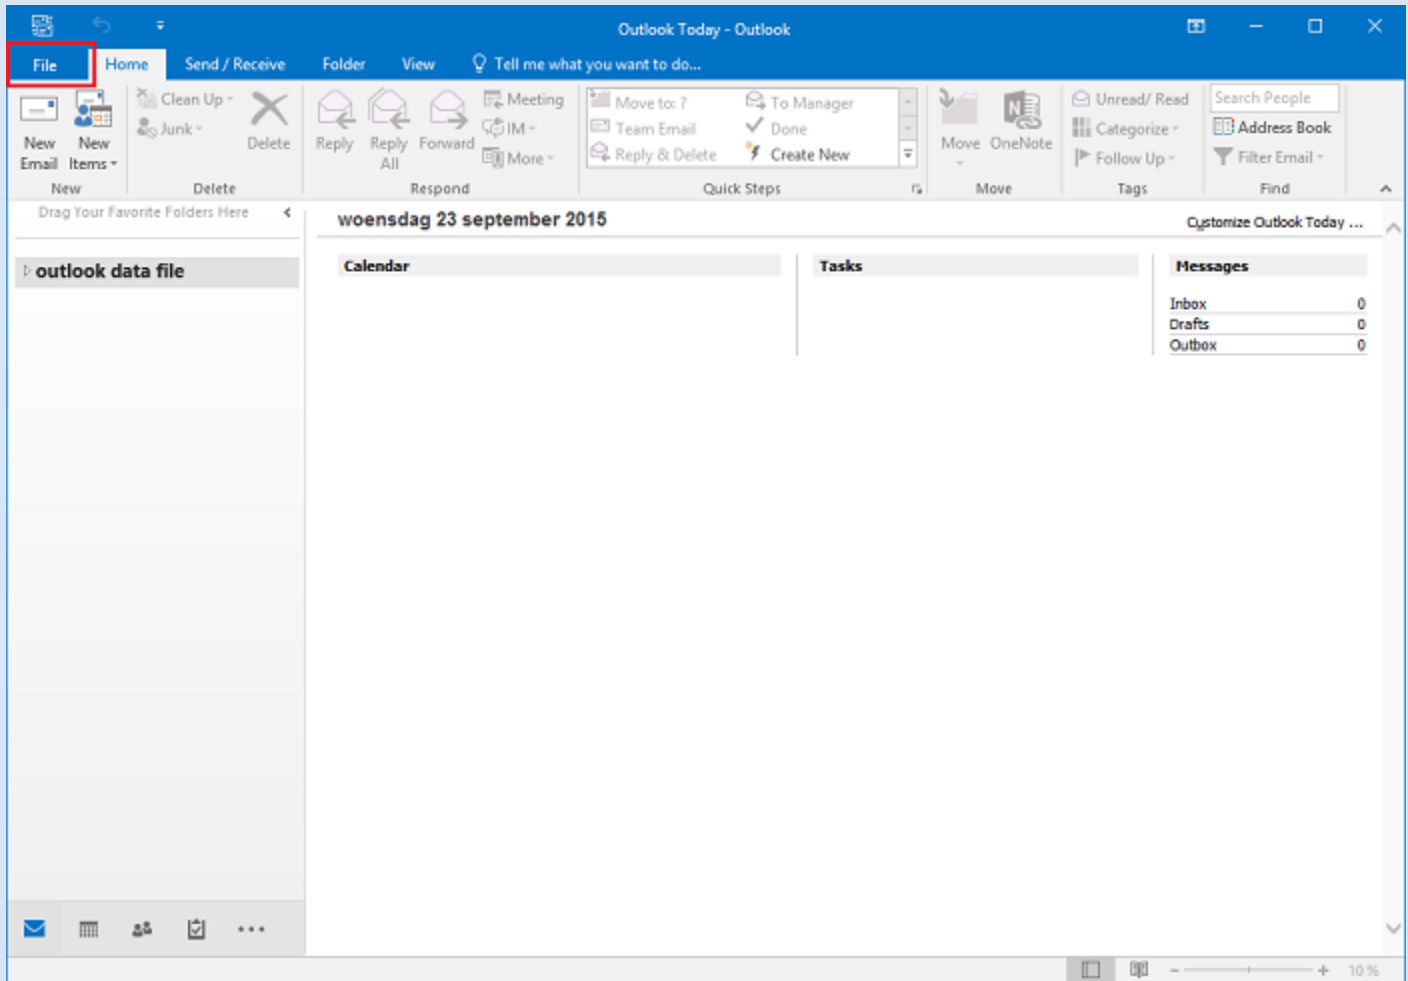 Outlook Today - Outlook
File Home Send / Receive Folder View Tell me what you want to do...
New Email
New Items
Clean Up
Junk
Delete
Reply
Reply All
Forward
Meeting
IM
More
Move to: ?
Team Email
Reply & Delete
To Manager
Done
Create New
Move
OneNote
Unread/ Read
Categorize
Follow Up
Search People
Address Book
Filter Email
New Delete Respond Quick Steps Move Tags Find
Drag Your Favorite Folders Here
outlook data file
woensdag 23 september 2015
Customize Outlook Today ...
Calendar
Tasks
Messages
Inbox 0
Drafts 0
Outbox 0
10%